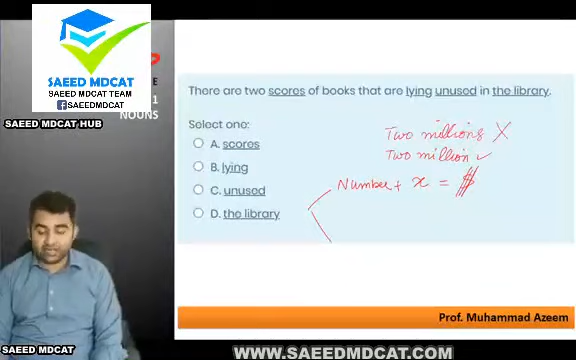 SAEED MDCAT
SAEED MDCAT TEAM
SAEEDMDCAT
E
1
NOUNS
SAEED MDCAT HUB
There are two scores of books that are lying unused in the library.
Select one:
A. scores
B. lying
C. unused
D. the library
Two millions X
Two million ✓
Number + x = $
Prof. Muhammad Azeem
SAEED MDCAT
WWW.SAEEDMDCAT.COM